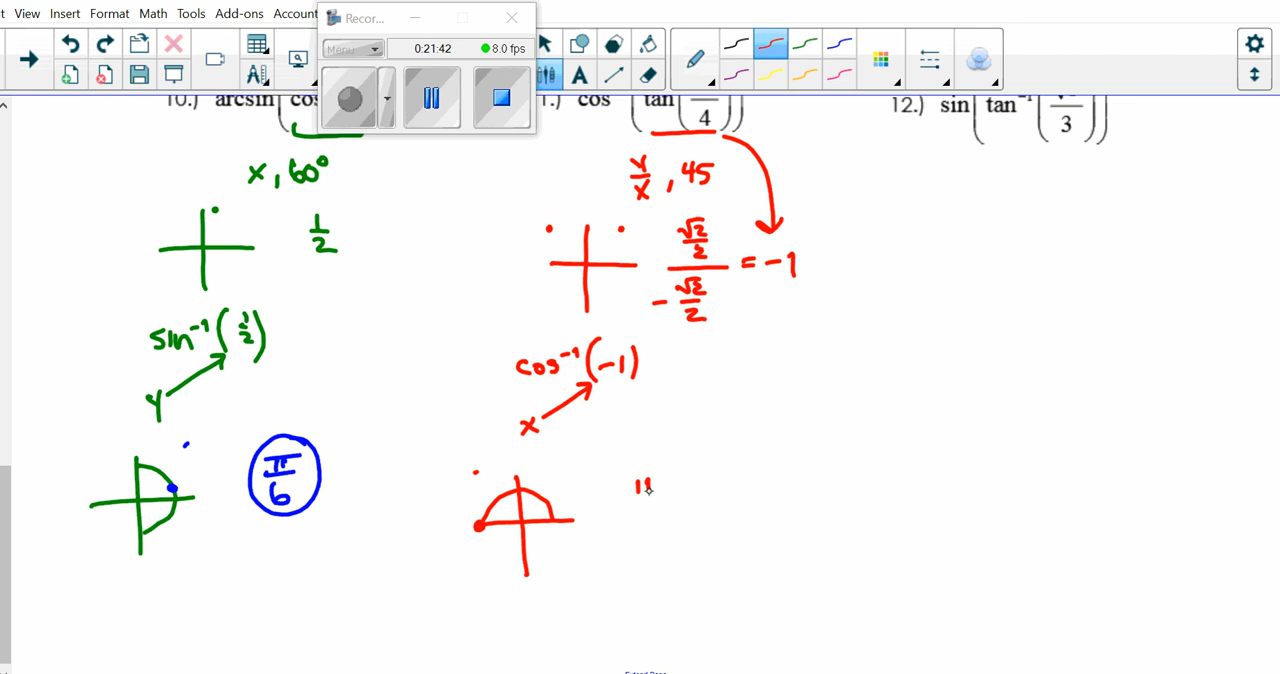 t View Insert Format Math Tools Add-ons Account
Recor...
Menu 0:21:42 8.0 fps
10.) arcsin( cos
1.) cos ( tan( 4 ))
12.) sin( tan⁻¹( √ /3 ))
x, 60°
1/2
sin⁻¹(1/2)
Y
π/6
Y/X, 45
√2/2 / -√2/2 = -1
cos⁻¹(-1)
x